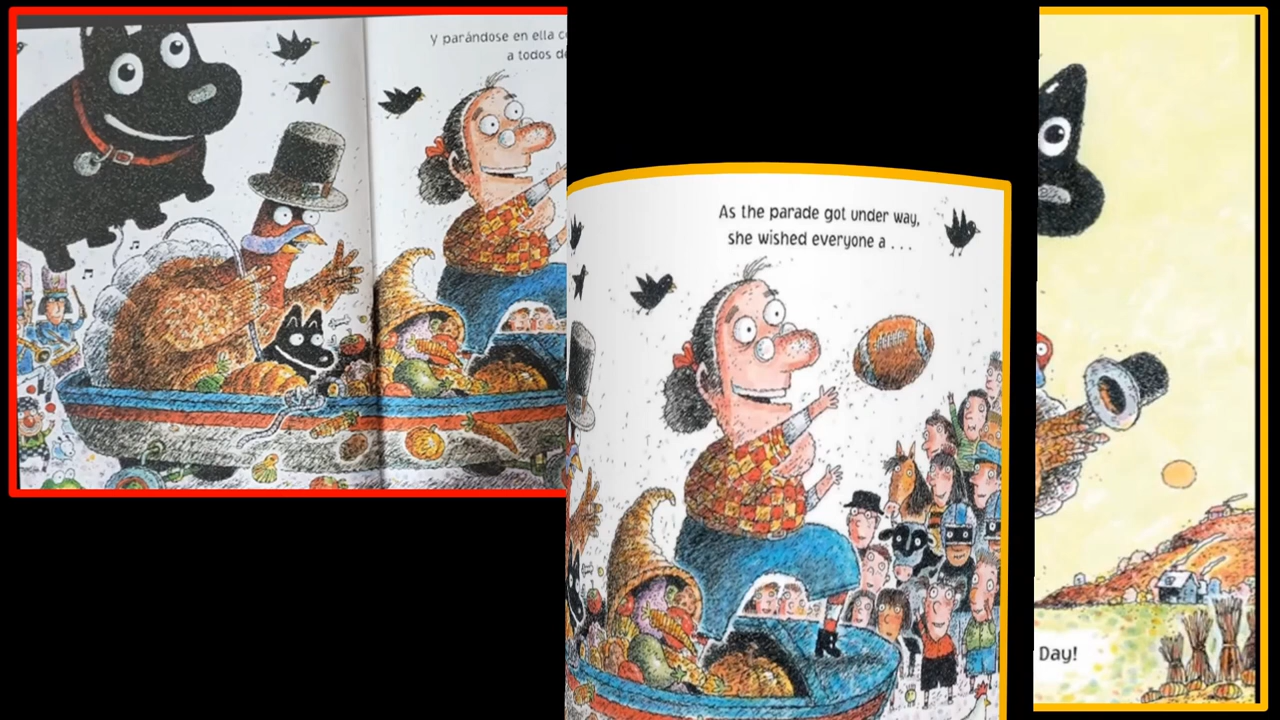 y parándose en ella
a todos
As the parade got under way,
she wished everyone a . . .
Day!